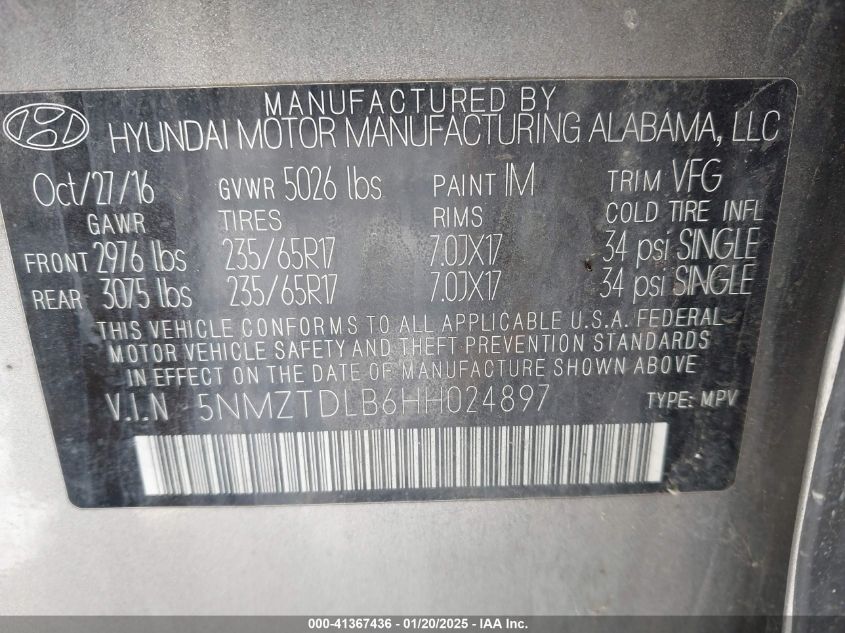 MANUFACTURED BY
HYUNDAI MOTOR MANUFACTURING ALABAMA, LLC
Oct/27/16 GVWR 5026 lbs PAINT IM TRIM VFG
GAWR TIRES RIMS COLD TIRE INFL
FRONT 2976 lbs 235/65R17 7.0JX17 34 psi SINGLE
REAR 3075 lbs 235/65R17 7.0JX17 34 psi SINGLE
THIS VEHICLE CONFORMS TO ALL APPLICABLE U.S.A. FEDERAL
MOTOR VEHICLE SAFETY AND THEFT PREVENTION STANDARDS
IN EFFECT ON THE DATE OF MANUFACTURE SHOWN ABOVE
V.I.N 5NMZTDLB6HH024897 TYPE: MPV
000-41367436 - 01/20/2025 - IAA Inc.